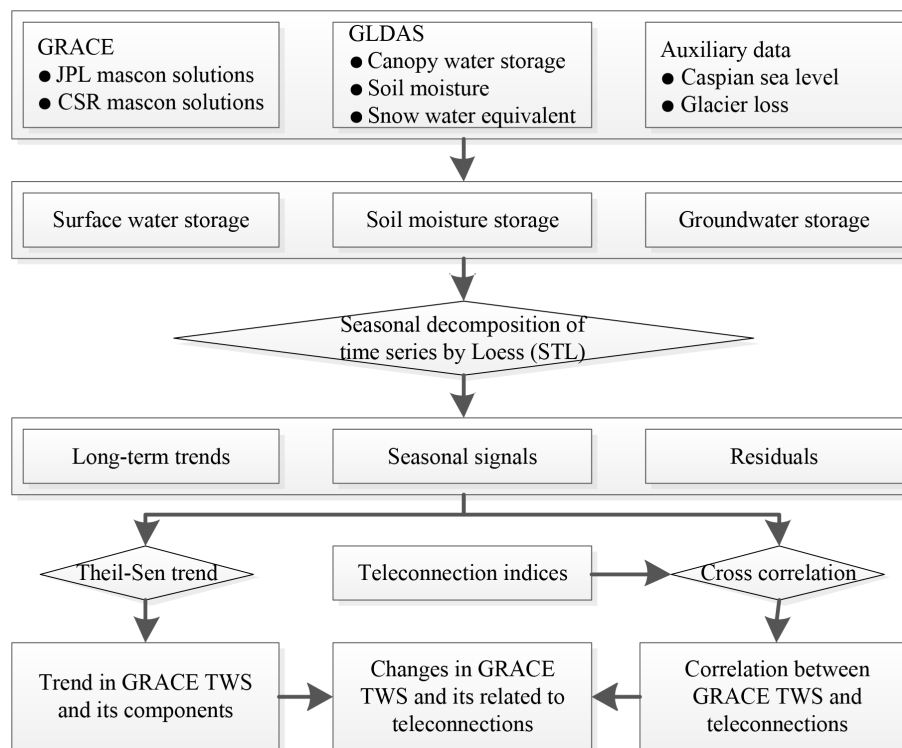 GRACE
● JPL mascon solutions
● CSR mascon solutions
GLDAS
● Canopy water storage
● Soil moisture
● Snow water equivalent
Auxiliary data
● Caspian sea level
● Glacier loss
Surface water storage
Soil moisture storage
Groundwater storage
Seasonal decomposition of
time series by Loess (STL)
Long-term trends
Seasonal signals
Residuals
Theil-Sen trend
Teleconnection indices
Cross correlation
Trend in GRACE TWS
and its components
Changes in GRACE
TWS and its related to
teleconnections
Correlation between
GRACE TWS and
teleconnections